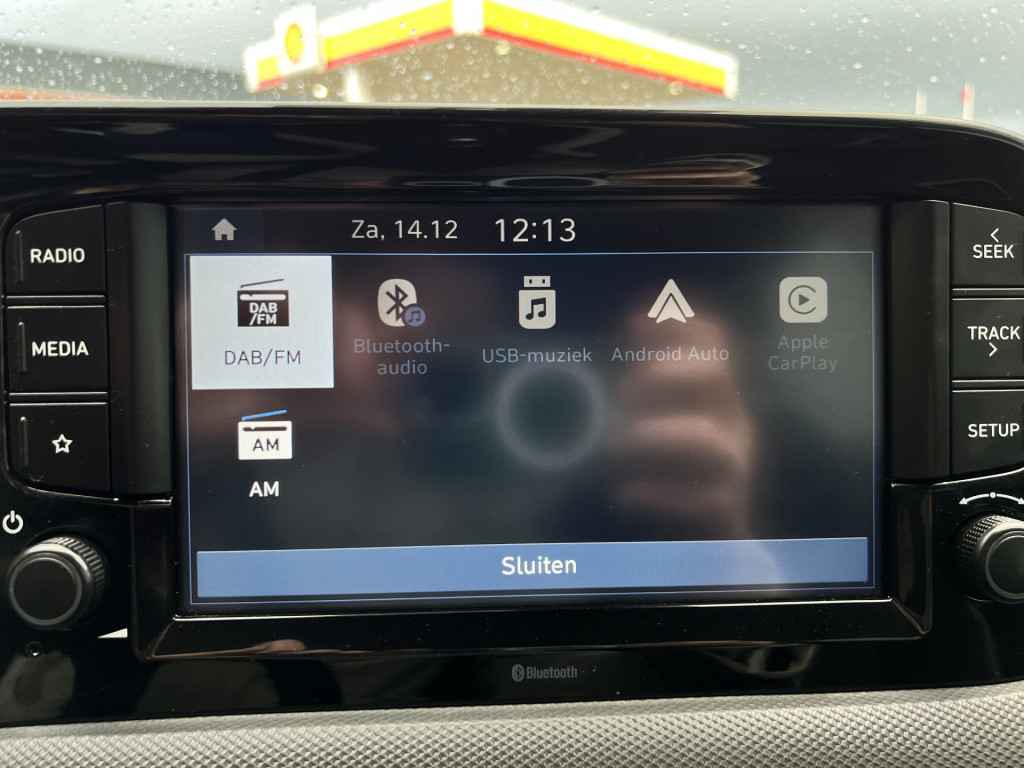 Za, 14.12 12:13
RADIO
MEDIA
DAB
/FM
DAB/FM
Bluetooth-
audio
USB-muziek
Android Auto
Apple
CarPlay
AM
AM
Sluiten
SEEK
TRACK
SETUP
Bluetooth